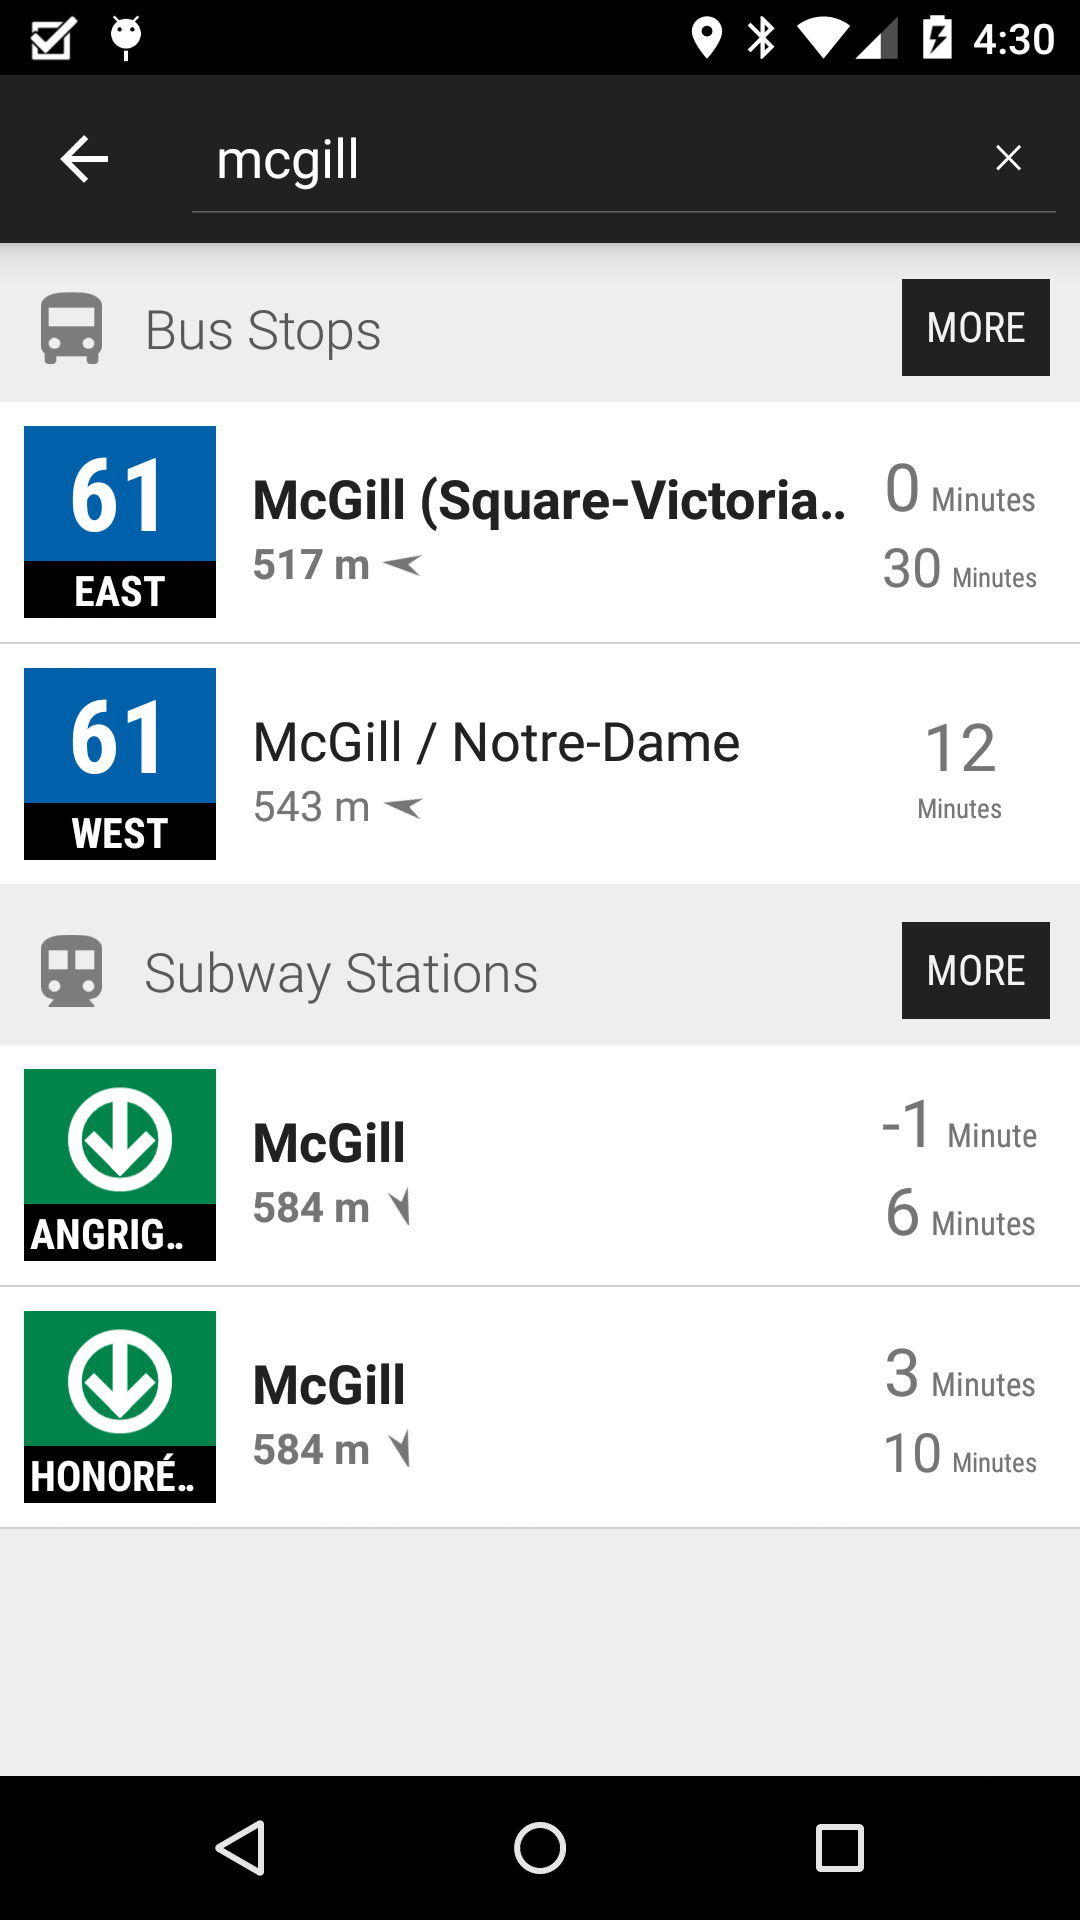 4:30
mcgill
Bus Stops
MORE
61
EAST
McGill (Square-Victoria..
517 m
0 Minutes
30 Minutes
61
WEST
McGill / Notre-Dame
543 m
12
Minutes
Subway Stations
MORE
ANGRIG..
McGill
584 m
-1 Minute
6 Minutes
HONORÉ..
McGill
584 m
3 Minutes
10 Minutes